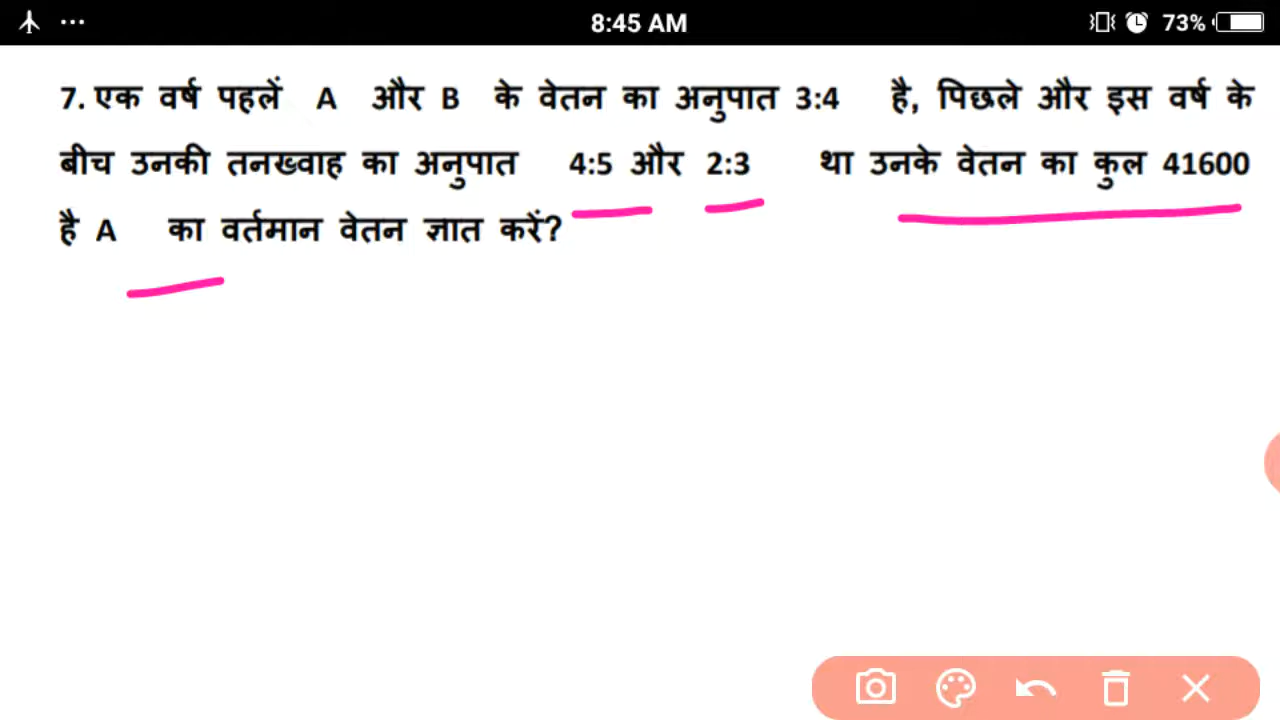 8:45 AM 73%
7. एक वर्ष पहलें A और B के वेतन का अनुपात 3:4 है, पिछले और इस वर्ष के
बीच उनकी तनख्वाह का अनुपात 4:5 और 2:3 था उनके वेतन का कुल 41600
है A का वर्तमान वेतन ज्ञात करें?